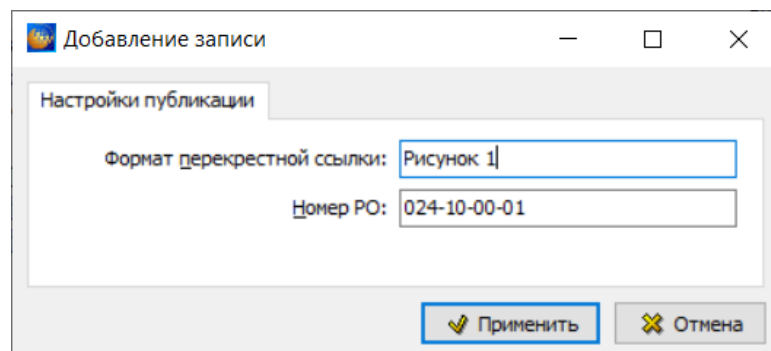 Добавление записи
Настройки публикации
Формат перекрестной ссылки: Рисунок 1
Номер РО: 024-10-00-01
Применить Отмена